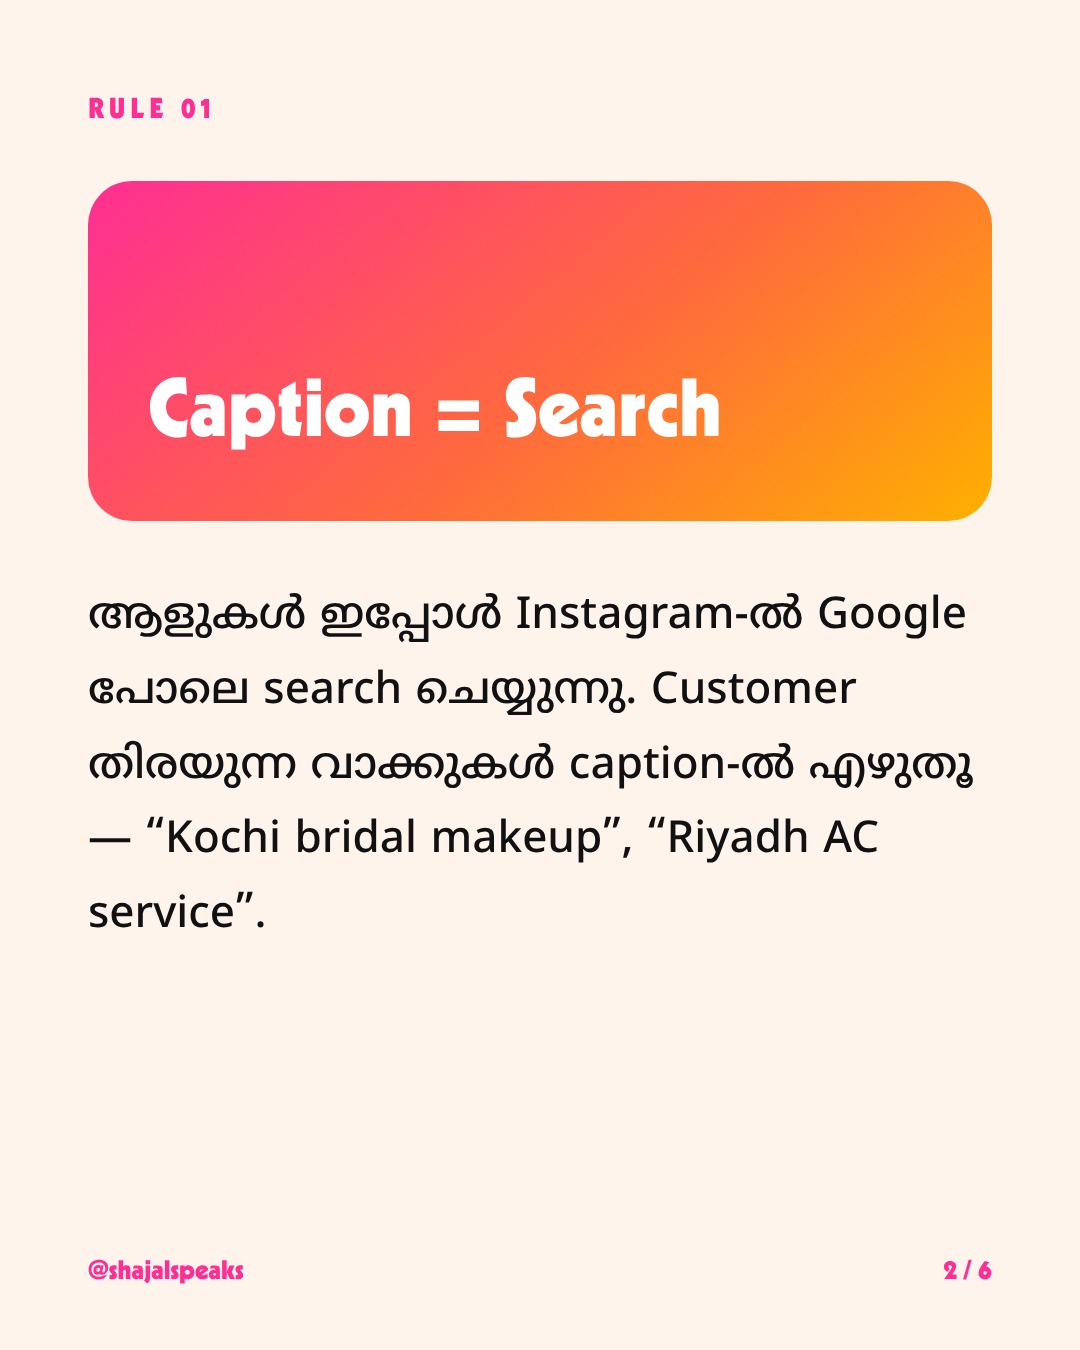 RULE 01
Caption = Search
ആളുകൾ ഇപ്പോൾ Instagram-ൽ Google
പോലെ search ചെയ്യുന്നു. Customer
തിരയുന്ന വാക്കുകൾ caption-ൽ എഴുതൂ
— “Kochi bridal makeup”, “Riyadh AC
service”.
@shajalspeaks
2 / 6